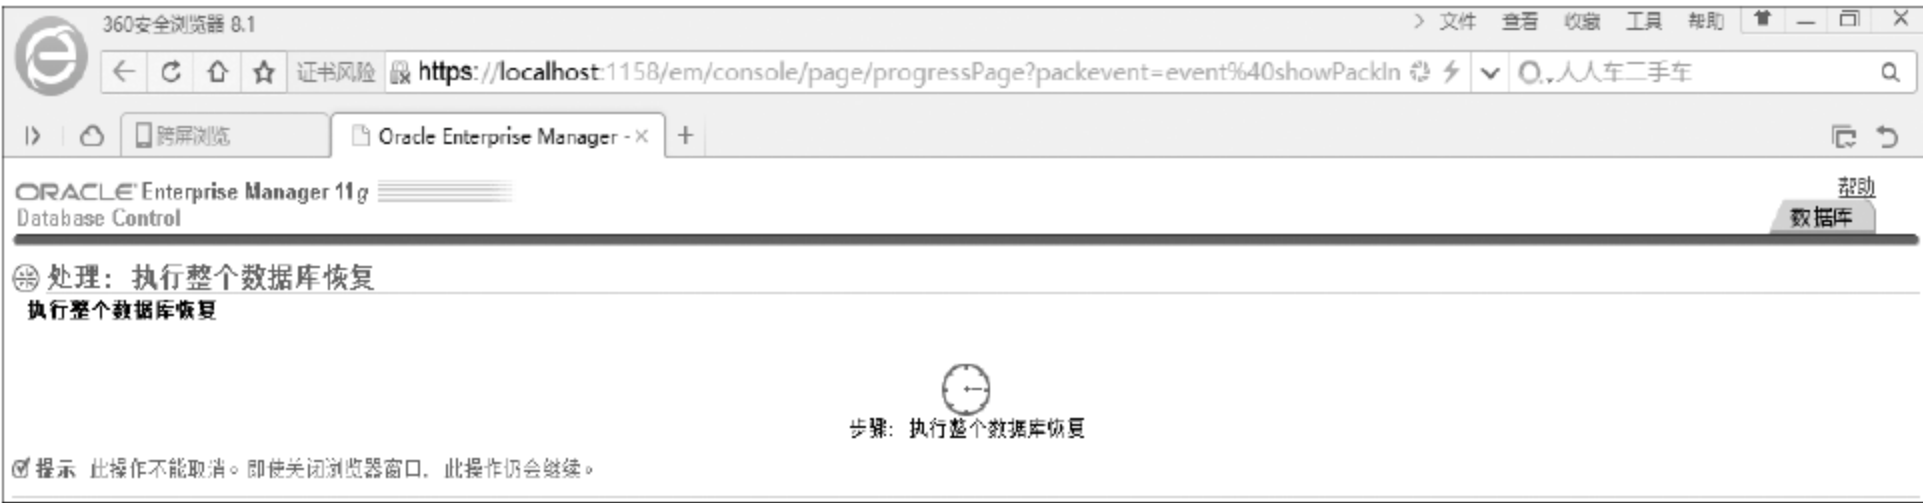 360安全浏览器 8.1
> 文件 查看 收藏 工具 帮助
证书风险 https://localhost:1158/em/console/page/progressPage?packevent=event%40showPackIn 人人车二手车
跨屏浏览 Oracle Enterprise Manager -
ORACLE Enterprise Manager 11g
帮助
Database Control
数据库
处理: 执行整个数据库恢复
执行整个数据库恢复
步骤: 执行整个数据库恢复
提示 此操作不能取消。即使关闭浏览器窗口, 此操作仍会继续。